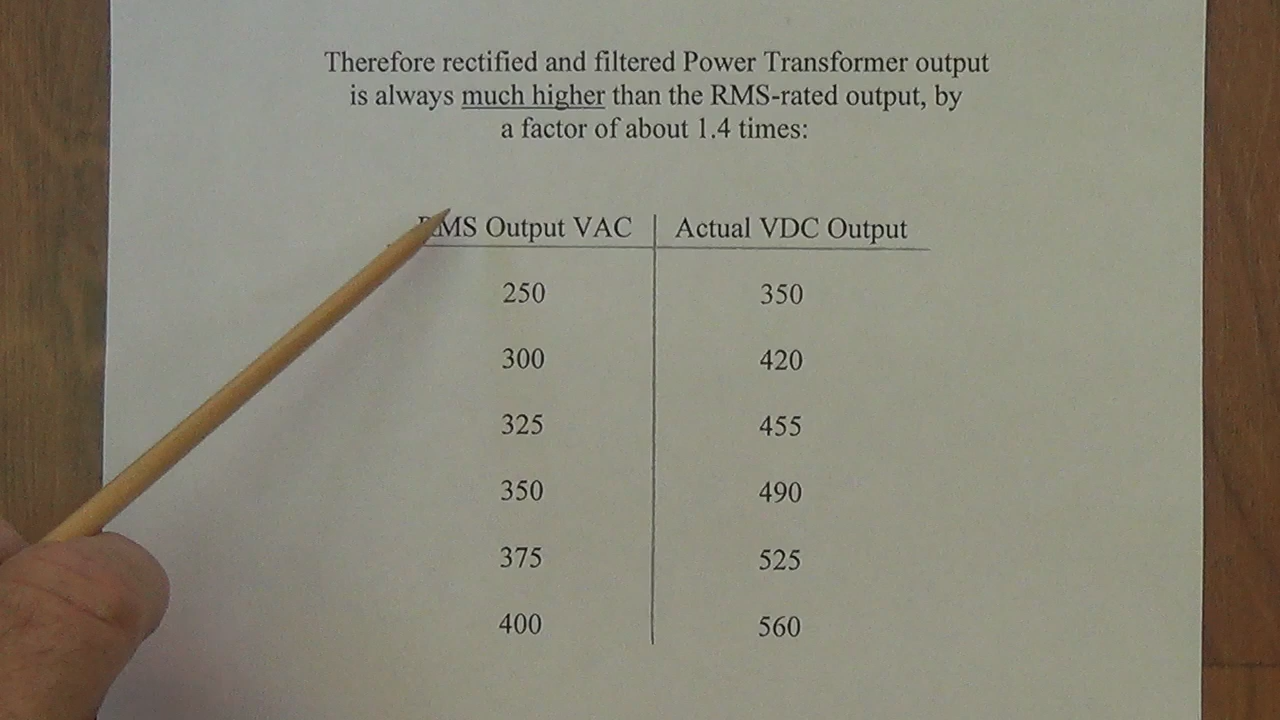 Therefore rectified and filtered Power Transformer output
is always much higher than the RMS-rated output, by
a factor of about 1.4 times:
RMS Output VAC Actual VDC Output
250 350
300 420
325 455
350 490
375 525
400 560